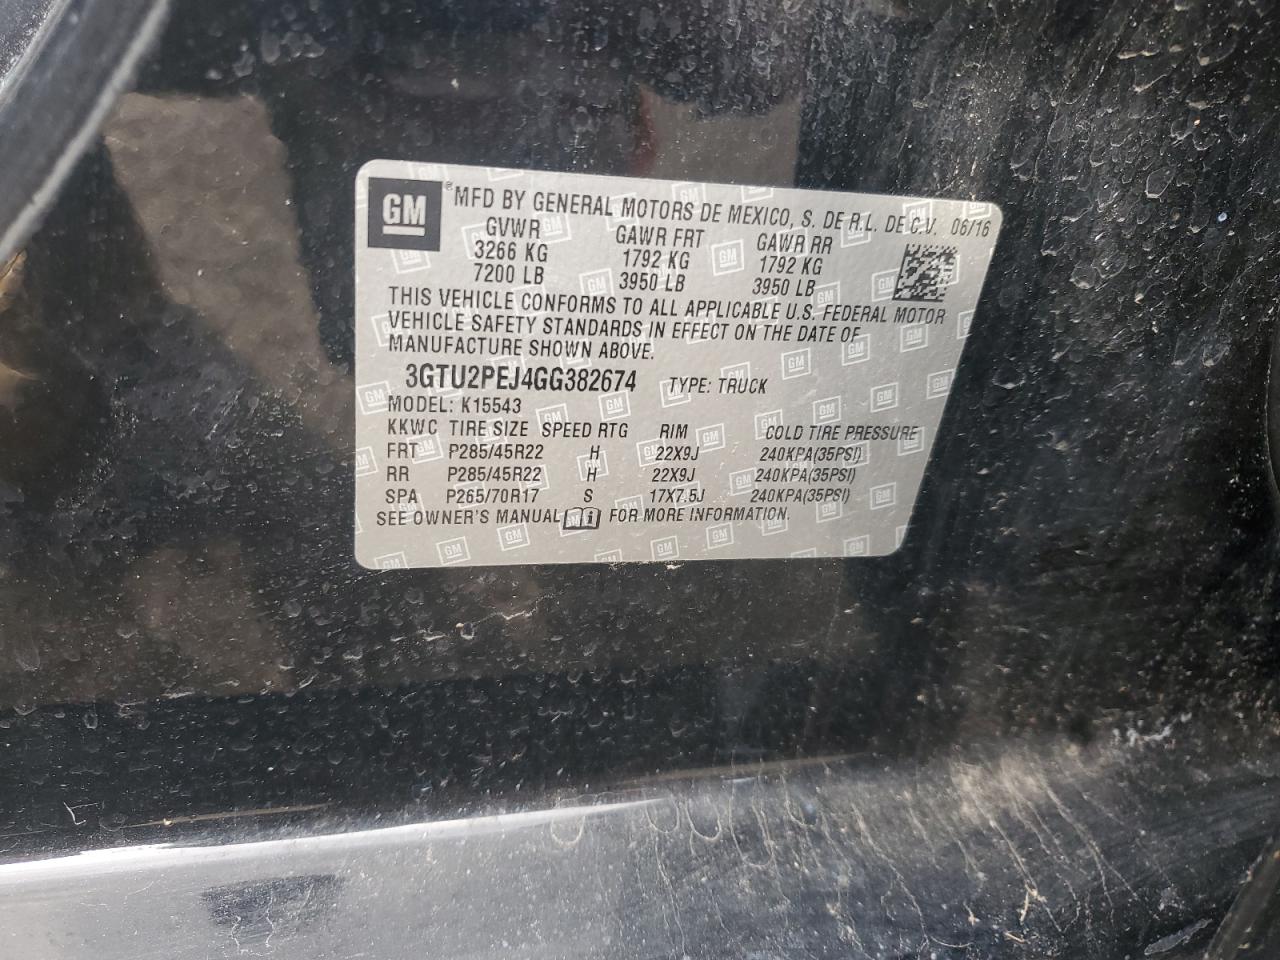 GM ® MFD BY GENERAL MOTORS DE MEXICO, S. DE R.L. DE C.V. 06/16
GVWR GAWR FRT GAWR RR
3266 KG 1792 KG 1792 KG
7200 LB 3950 LB 3950 LB
THIS VEHICLE CONFORMS TO ALL APPLICABLE U.S. FEDERAL MOTOR
VEHICLE SAFETY STANDARDS IN EFFECT ON THE DATE OF
MANUFACTURE SHOWN ABOVE.
3GTU2PEJ4GG382674 TYPE: TRUCK
MODEL: K15543
KKWC TIRE SIZE SPEED RTG RIM COLD TIRE PRESSURE
FRT P285/45R22 H 22X9J 240KPA(35PSI)
RR P285/45R22 H 22X9J 240KPA(35PSI)
SPA P265/70R17 S 17X7.5J 240KPA(35PSI)
SEE OWNER'S MANUAL i FOR MORE INFORMATION.